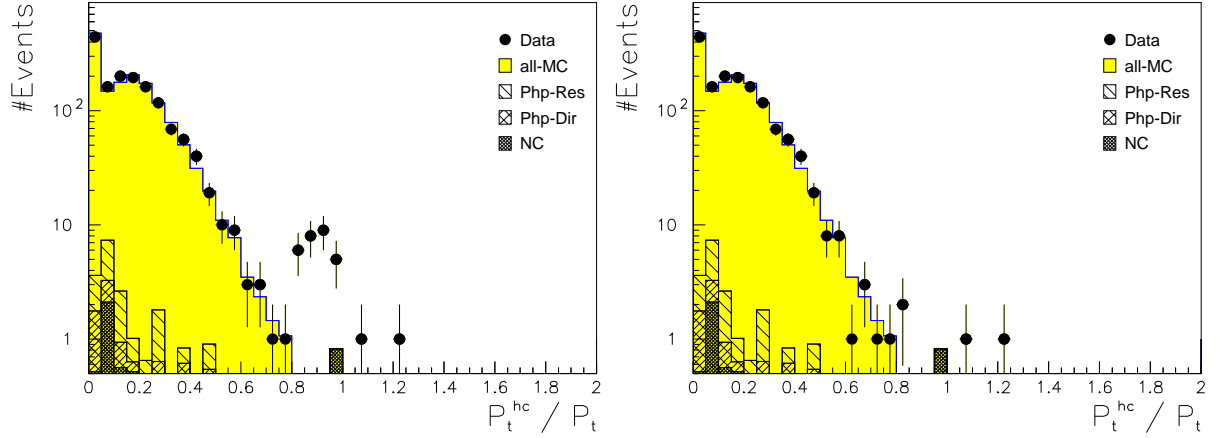 #Events
10²
10
1
Data
all-MC
Php-Res
Php-Dir
NC
0 0.2 0.4 0.6 0.8 1 1.2 1.4 1.6 1.8 2
P_t^hc / P_t
#Events
10²
10
1
Data
all-MC
Php-Res
Php-Dir
NC
0 0.2 0.4 0.6 0.8 1 1.2 1.4 1.6 1.8 2
P_t^hc / P_t